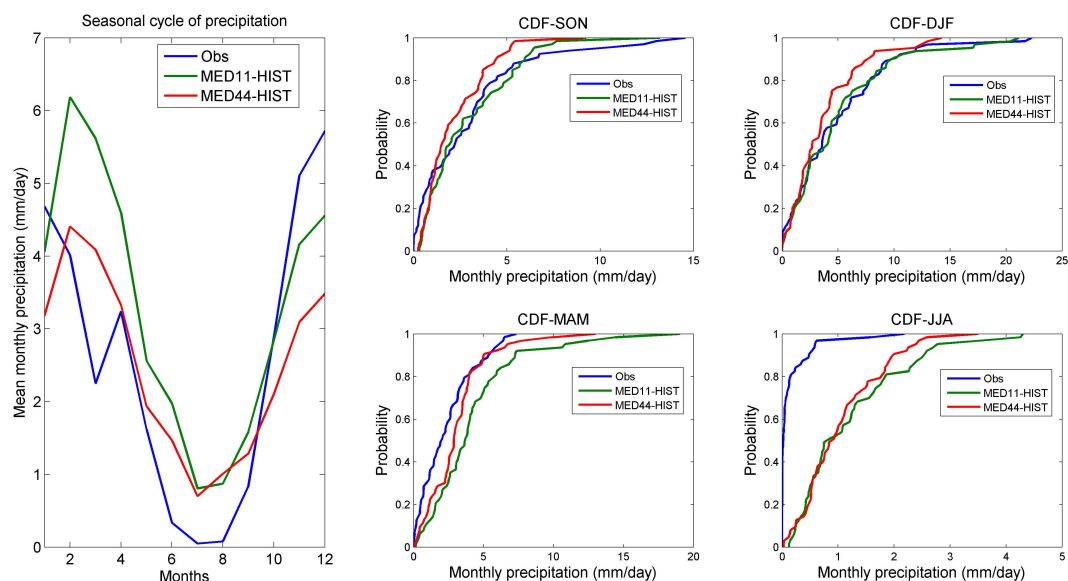 Seasonal cycle of precipitation
Mean monthly precipitation (mm/day)
7
6
5
4
3
2
1
0
2 4 6 8 10 12
Months
Obs
MED11-HIST
MED44-HIST
CDF-SON
Probability
1
0.8
0.6
0.4
0.2
0
0 5 10 15
Monthly precipitation (mm/day)
Obs
MED11-HIST
MED44-HIST
CDF-DJF
Probability
1
0.8
0.6
0.4
0.2
0
0 5 10 15 20 25
Monthly precipitation (mm/day)
Obs
MED11-HIST
MED44-HIST
CDF-MAM
Probability
1
0.8
0.6
0.4
0.2
0
0 5 10 15 20
Monthly precipitation (mm/day)
Obs
MED11-HIST
MED44-HIST
CDF-JJA
Probability
1
0.8
0.6
0.4
0.2
0
0 1 2 3 4 5
Monthly precipitation (mm/day)
Obs
MED11-HIST
MED44-HIST